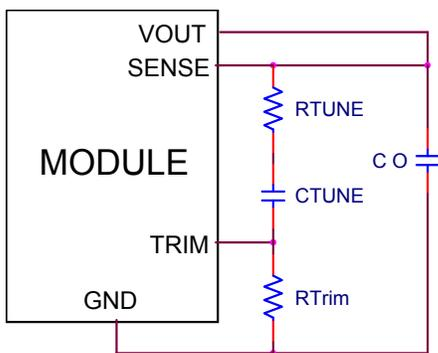 VOUT
SENSE
RTUNE
MODULE
C O
CTUNE
TRIM
GND
RTrim